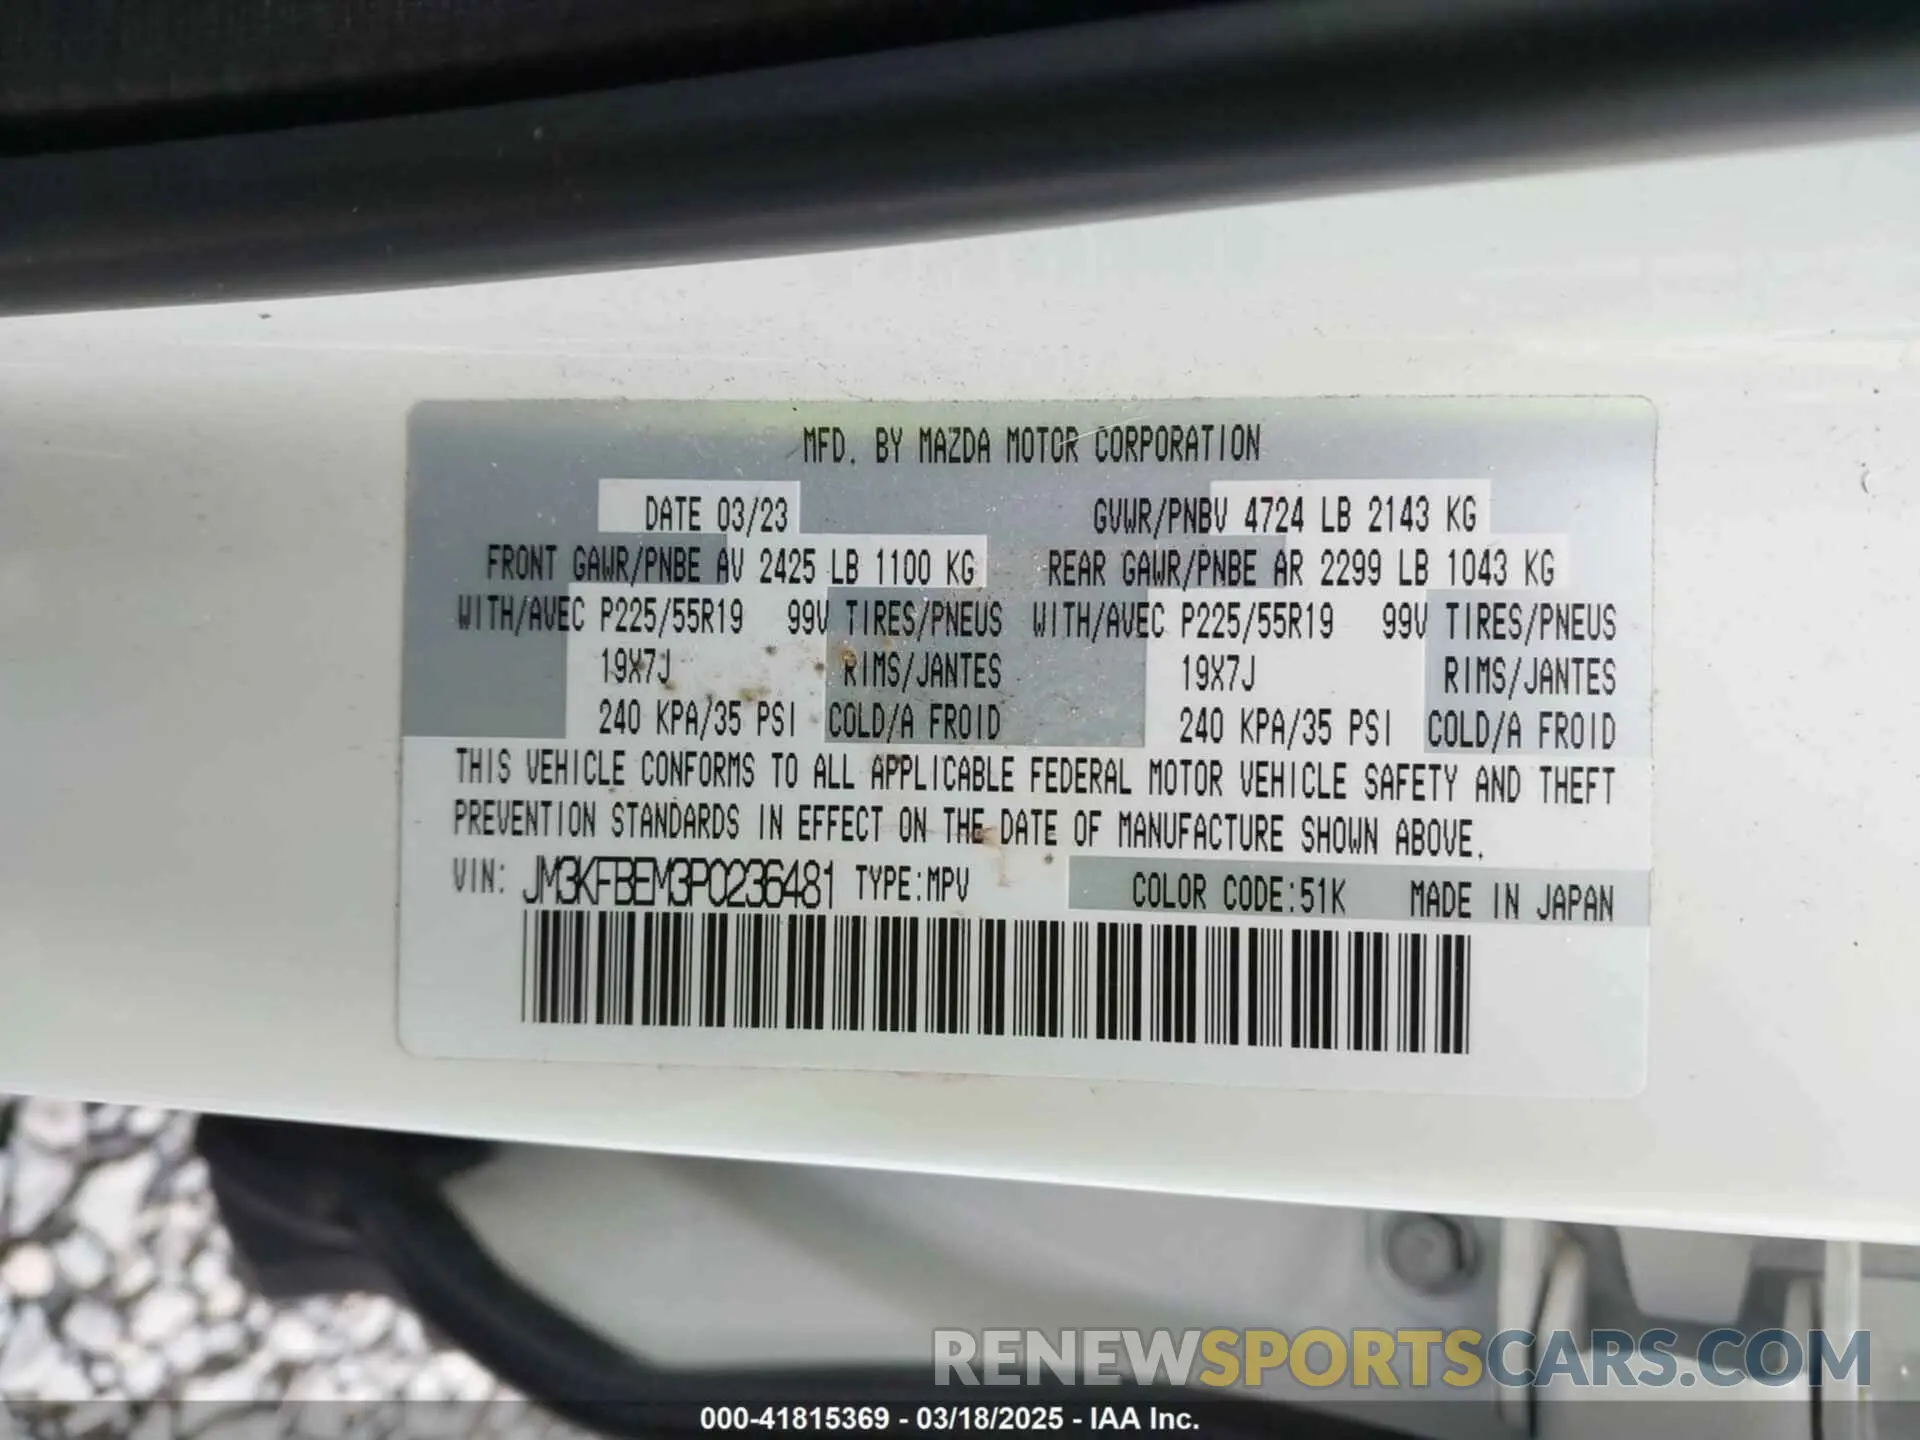 MFD. BY MAZDA MOTOR CORPORATION
DATE 03/23 GVWR/PNBV 4724 LB 2143 KG
FRONT GAWR/PNBE AV 2425 LB 1100 KG REAR GAWR/PNBE AR 2299 LB 1043 KG
WITH/AVEC P225/55R19 99V TIRES/PNEUS WITH/AVEC P225/55R19 99V TIRES/PNEUS
19X7J RIMS/JANTES 19X7J RIMS/JANTES
240 KPA/35 PSI COLD/A FROID 240 KPA/35 PSI COLD/A FROID
THIS VEHICLE CONFORMS TO ALL APPLICABLE FEDERAL MOTOR VEHICLE SAFETY AND THEFT
PREVENTION STANDARDS IN EFFECT ON THE DATE OF MANUFACTURE SHOWN ABOVE.
VIN: JM3KFBEM3P0236481 TYPE:MPV COLOR CODE:51K MADE IN JAPAN
RENEWSPORTSCARS.COM
000-41815369 - 03/18/2025 - IAA Inc.